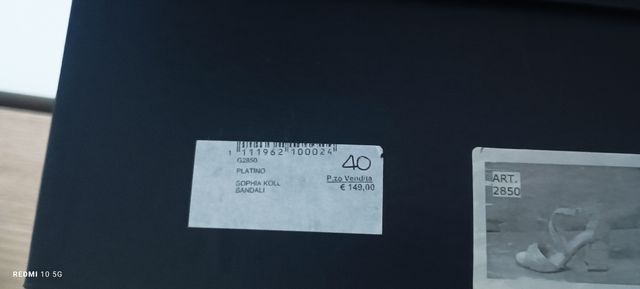 1 111962 100024
G2850
40
PLATINO
SOPHIA KOLL
SANDALI
P.zo Vendita
€ 149,00
ART.
2850
REDMI 10 5G